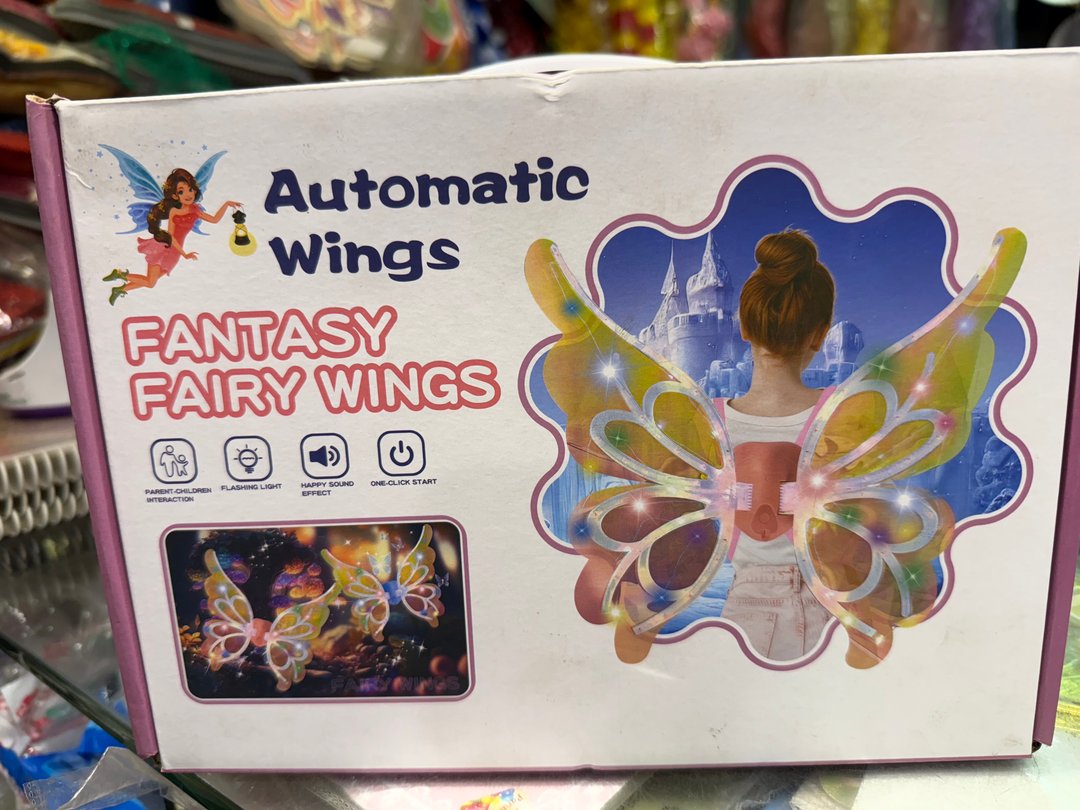 Automatic
Wings
FANTASY
FAIRY WINGS
PARENT-CHILDREN
INTERACTION
FLASHING LIGHT
HAPPY SOUND
EFFECT
ONE-CLICK START
FAIRY WINGS